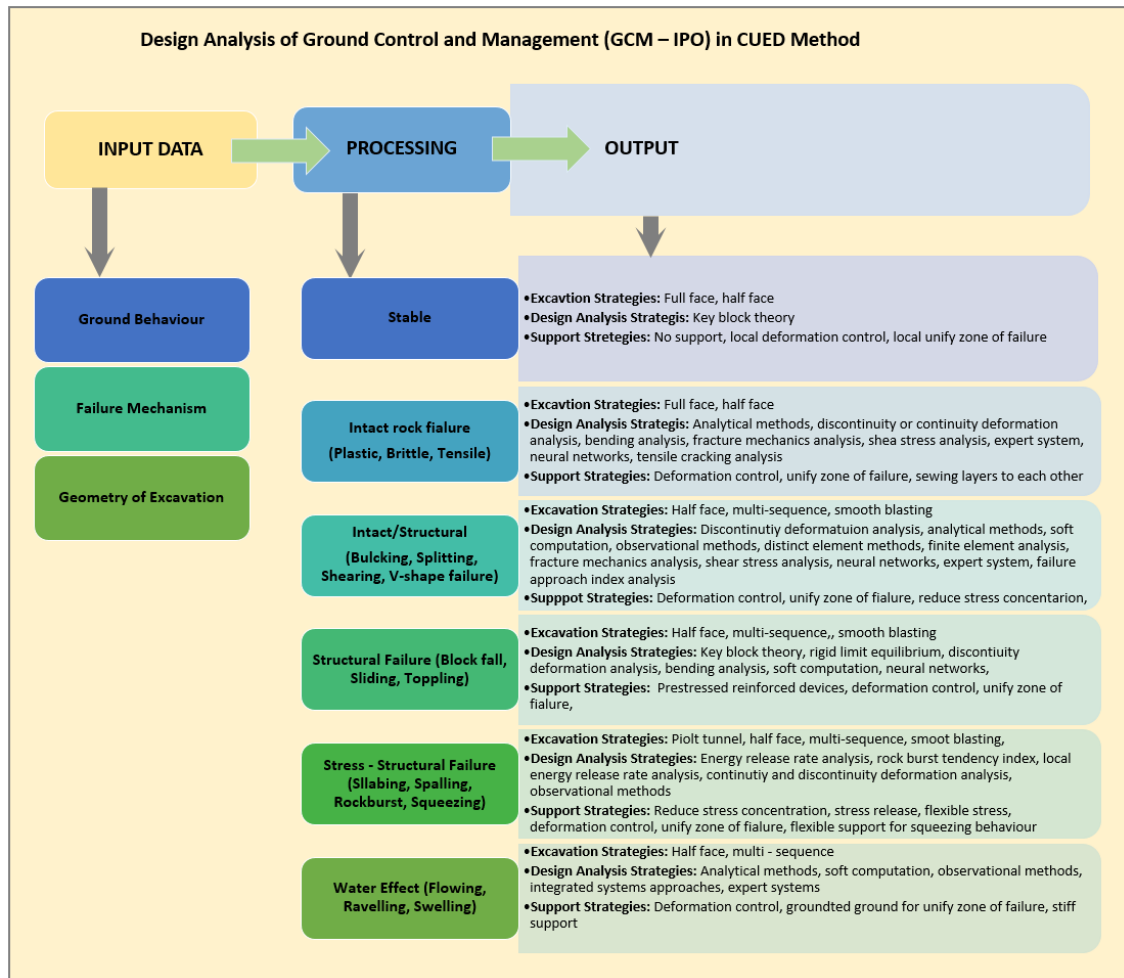 Design Analysis of Ground Control and Management (GCM – IPO) in CUED Method
INPUT DATA
PROCESSING
OUTPUT
Ground Behaviour
Failure Mechanism
Geometry of Excavation
Stable
•Excavtion Strategies: Full face, half face
•Design Analysis Strategis: Key block theory
•Support Stretegies: No support, local deformation control, local unify zone of failure
Intact rock fialure
(Plastic, Brittle, Tensile)
•Excavtion Strategies: Full face, half face
•Design Analysis Strategis: Analytical methods, discontinuity or continuity deformation
analysis, bending analysis, fracture mechanics analysis, shea stress analysis, expert system,
neural networks, tensile cracking analysis
•Support Strategies: Deformation control, unify zone of failure, sewing layers to each other
Intact/Structural
(Bulcking, Splitting,
Shearing, V-shape failure)
•Excavation Strategies: Half face, multi-sequence, smooth blasting
•Design Analysis Strategies: Discontinutiy deformatuion analysis, analytical methods, soft
computation, observational methods, distinct element methods, finite element analysis,
fracture mechanics analysis, shear stress analysis, neural networks, expert system, failure
approach index analysis
•Supppot Strategies: Deformation control, unify zone of fialure, reduce stress concentarion,
Structural Failure (Block fall,
Sliding, Toppling)
•Excavation Strategies: Half face, multi-sequence,, smooth blasting
•Design Analysis Strategies: Key block theory, rigid limit equilibrium, discontiuity
deformation analysis, bending analysis, soft computation, neural networks,
•Support Strategies:  Prestressed reinforced devices, deformation control, unify zone of
fialure,
Stress - Structural Failure
(Sllabing, Spalling,
Rockburst, Squeezing)
•Excavation Strategies: Piolt tunnel, half face, multi-sequence, smoot blasting,
•Design Analysis Strategies: Energy release rate analysis, rock burst tendency index, local
energy release rate analysis, continutiy and discontinuity deformation analysis,
observational methods
•Support Strategies: Reduce stress concentration, stress release, flexible stress,
deformation control, unify zone of fialure, flexible support for squeezing behaviour
Water Effect (Flowing,
Ravelling, Swelling)
•Excavation Strategies: Half face, multi - sequence
•Design Analysis Strategies: Analytical methods, soft computation, observational methods,
integrated systems approaches, expert systems
•Support Strategies: Deformation control, groundted ground for unify zone of failure, stiff
support